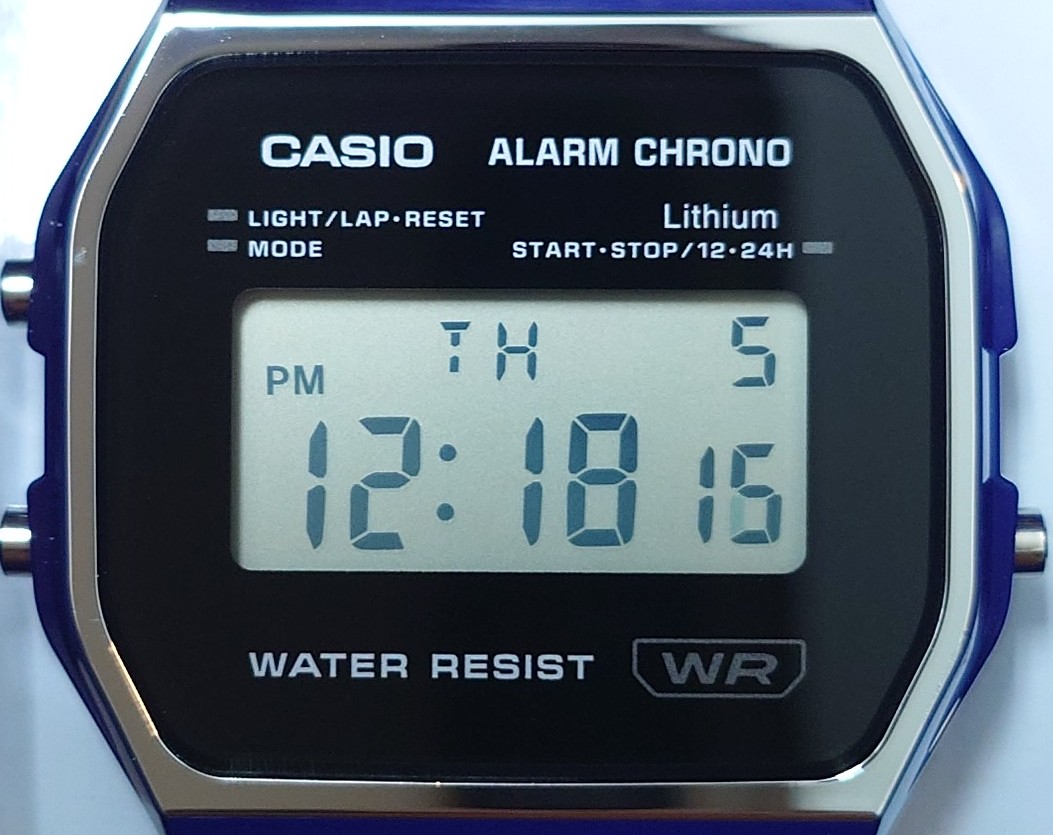 CASIO ALARM CHRONO
LIGHT/LAP•RESET Lithium
MODE START•STOP/12•24H
TH 5
PM
12:18 16
WATER RESIST WR